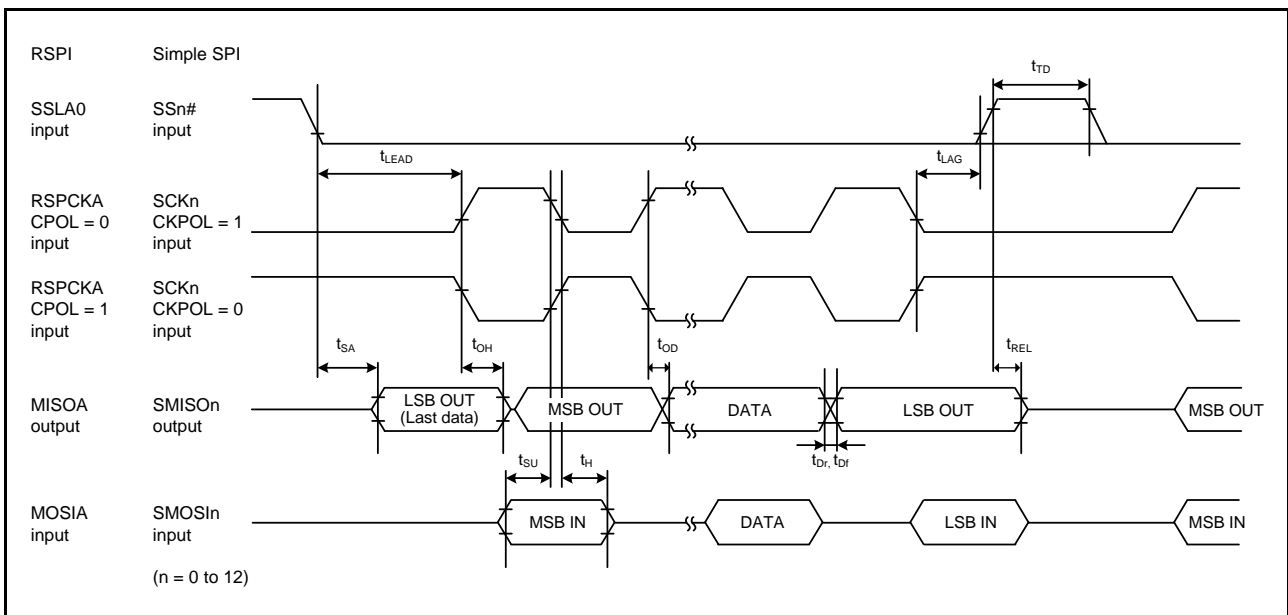 RSPI Simple SPI
tTD
SSLA0 SSn#
input input
tLEAD tLAG
RSPCKA SCKn
CPOL = 0 CKPOL = 1
input input
RSPCKA SCKn
CPOL = 1 CKPOL = 0
input input
tSA tOH tOD tREL
MISOA SMISOn
output output
LSB OUT
(Last data)
MSB OUT DATA LSB OUT MSB OUT
tSU tH tDr, tDf
MOSIA SMOSIn
input input
MSB IN DATA LSB IN MSB IN
(n = 0 to 12)